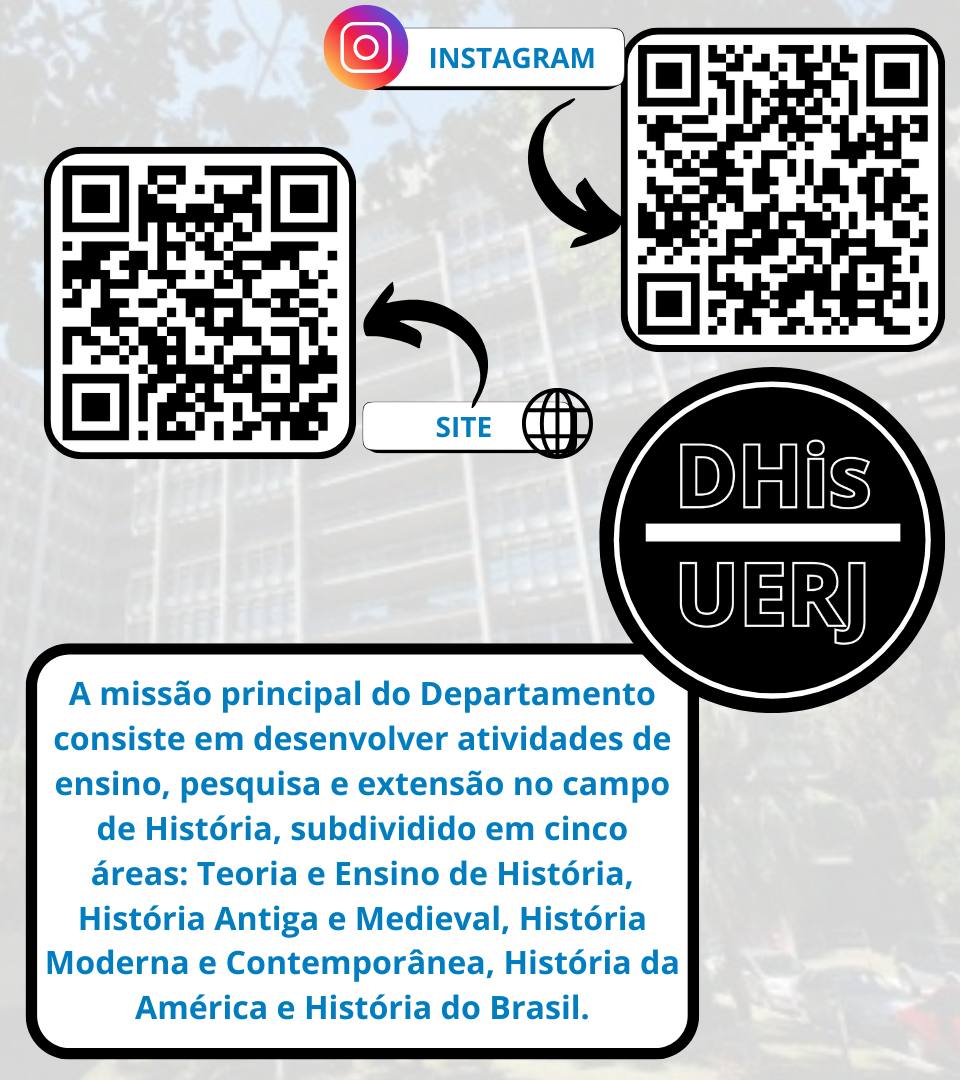 INSTAGRAM
SITE
DHis
UERJ
A missão principal do Departamento
consiste em desenvolver atividades de
ensino, pesquisa e extensão no campo
de História, subdividido em cinco
áreas: Teoria e Ensino de História,
História Antiga e Medieval, História
Moderna e Contemporânea, História da
América e História do Brasil.